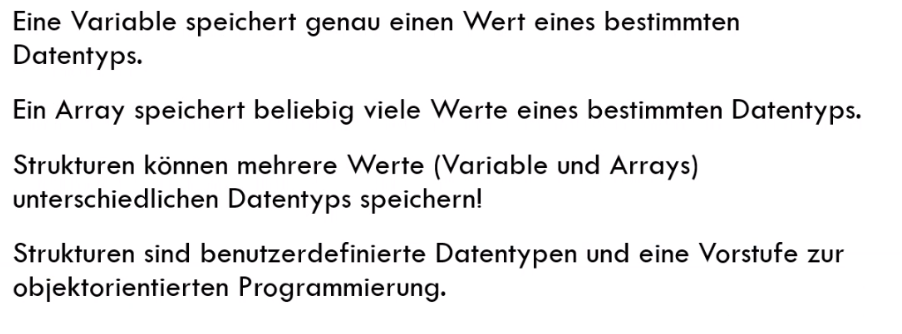 Eine Variable speichert genau einen Wert eines bestimmten
Datentyps.
Ein Array speichert beliebig viele Werte eines bestimmten Datentyps.
Strukturen können mehrere Werte (Variable und Arrays)
unterschiedlichen Datentyps speichern!
Strukturen sind benutzerdefinierte Datentypen und eine Vorstufe zur
objektorientierten Programmierung.